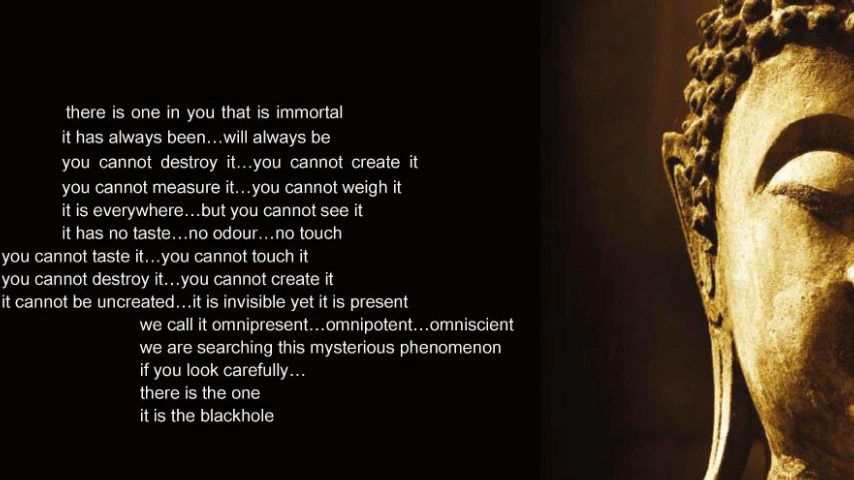 there is one in you that is immortal
it has always been...will always be
you cannot destroy it...you cannot create it
you cannot measure it...you cannot weigh it
it is everywhere...but you cannot see it
it has no taste...no odour...no touch
you cannot taste it...you cannot touch it
you cannot destroy it...you cannot create it
it cannot be uncreated...it is invisible yet it is present
we call it omnipresent...omnipotent...omniscient
we are searching this mysterious phenomenon
if you look carefully...
there is the one
it is the blackhole